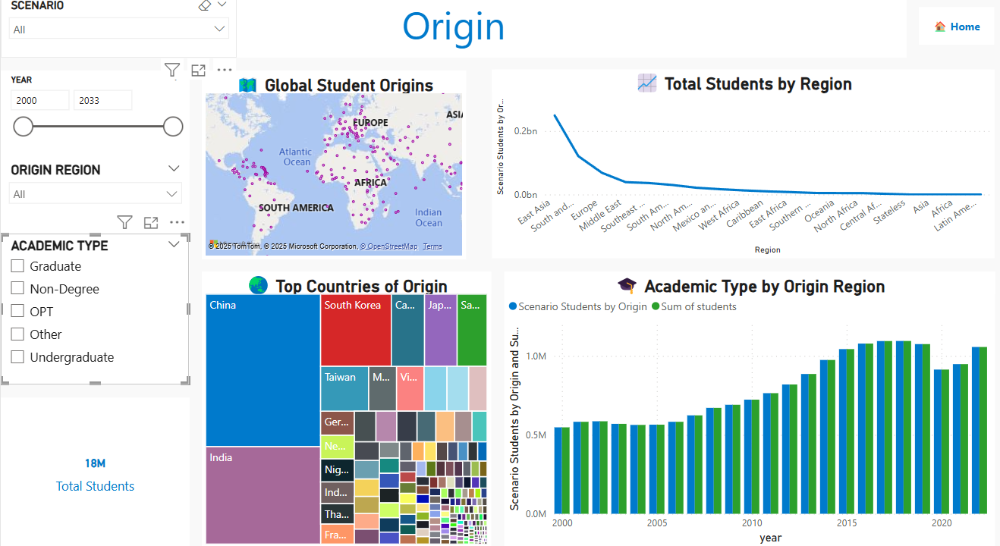 SCENARIO
All
Origin
Home
YEAR
2000
2033
ORIGIN REGION
All
ACADEMIC TYPE
Graduate
Non-Degree
OPT
Other
Undergraduate
18M
Total Students
Global Student Origins
EUROPE
ASIA
Atlantic
Ocean
AFRICA
SOUTH AMERICA
Indian
Ocean
© 2025 TomTom, © 2025 Microsoft Corporation, © OpenStreetMap Terms
Total Students by Region
Scenario Students by Or...
0.2bn
0.0bn
East Asia
South and...
Europe
Middle East
Southeast ...
South Am...
North Am...
Mexico an...
West Africa
Caribbean
East Africa
Southern ...
Oceania
North Africa
Central Af...
Stateless
Asia
Africa
Latin Ame...
Region
Top Countries of Origin
China
South Korea
Ca...
Jap...
Sa...
Taiwan
M...
Vi...
Ger...
Ne...
India
Nig...
Ind...
Tha...
Fra...
Academic Type by Origin Region
Scenario Students by Origin
Sum of students
Scenario Students by Origin and Su...
1.0M
0.5M
0.0M
2000
2005
2010
2015
2020
year